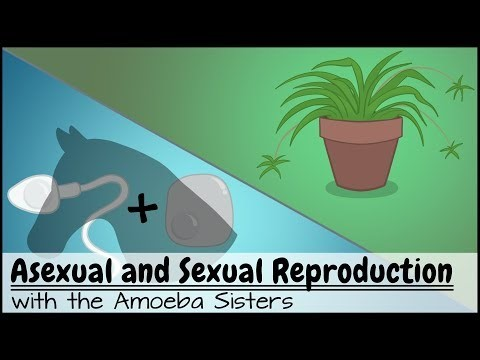 +
Asexual and Sexual Reproduction
with the Amoeba Sisters